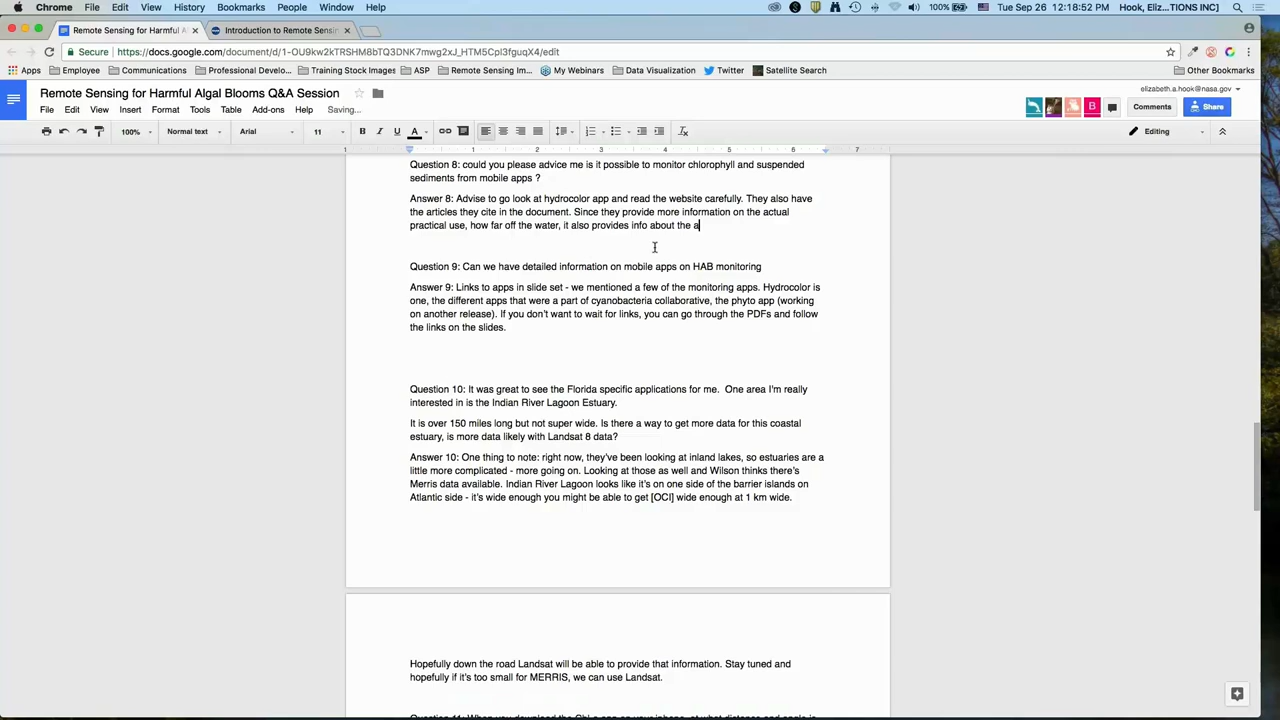 Chrome File Edit View History Bookmarks People Window Help 100% Tue Sep 26 12:18:52 PM Hook, Eliz...TIONS INC]
Remote Sensing for Harmful Al × Introduction to Remote Sensin ×
Secure https://docs.google.com/document/d/1-OU9kw2kTRSHM8bTQ3DNK7mwg2xJ_HTM5Cpl3fguqX4/edit
Apps Employee Communications Professional Develo... Training Stock Images ASP Remote Sensing Im... My Webinars Data Visualization Twitter Satellite Search Other Bookmarks
Remote Sensing for Harmful Algal Blooms Q&A Session
elizabeth.a.hook@nasa.gov
File Edit View Insert Format Tools Table Add-ons Help Saving...
B Comments Share
100% Normal text Arial 11 B I U A Editing
1 1 2 3 4 5 6 7
Question 8: could you please advice me is it possible to monitor chlorophyll and suspended
sediments from mobile apps ?
Answer 8: Advise to go look at hydrocolor app and read the website carefully. They also have
the articles they cite in the document. Since they provide more information on the actual
practical use, how far off the water, it also provides info about the a
Question 9: Can we have detailed information on mobile apps on HAB monitoring
Answer 9: Links to apps in slide set - we mentioned a few of the monitoring apps. Hydrocolor is
one, the different apps that were a part of cyanobacteria collaborative, the phyto app (working
on another release). If you don't want to wait for links, you can go through the PDFs and follow
the links on the slides.
Question 10: It was great to see the Florida specific applications for me. One area I'm really
interested in is the Indian River Lagoon Estuary.
It is over 150 miles long but not super wide. Is there a way to get more data for this coastal
estuary, is more data likely with Landsat 8 data?
Answer 10: One thing to note: right now, they've been looking at inland lakes, so estuaries are a
little more complicated - more going on. Looking at those as well and Wilson thinks there's
Merris data available. Indian River Lagoon looks like it's on one side of the barrier islands on
Atlantic side - it's wide enough you might be able to get [OCI] wide enough at 1 km wide.
Hopefully down the road Landsat will be able to provide that information. Stay tuned and
hopefully if it's too small for MERRIS, we can use Landsat.